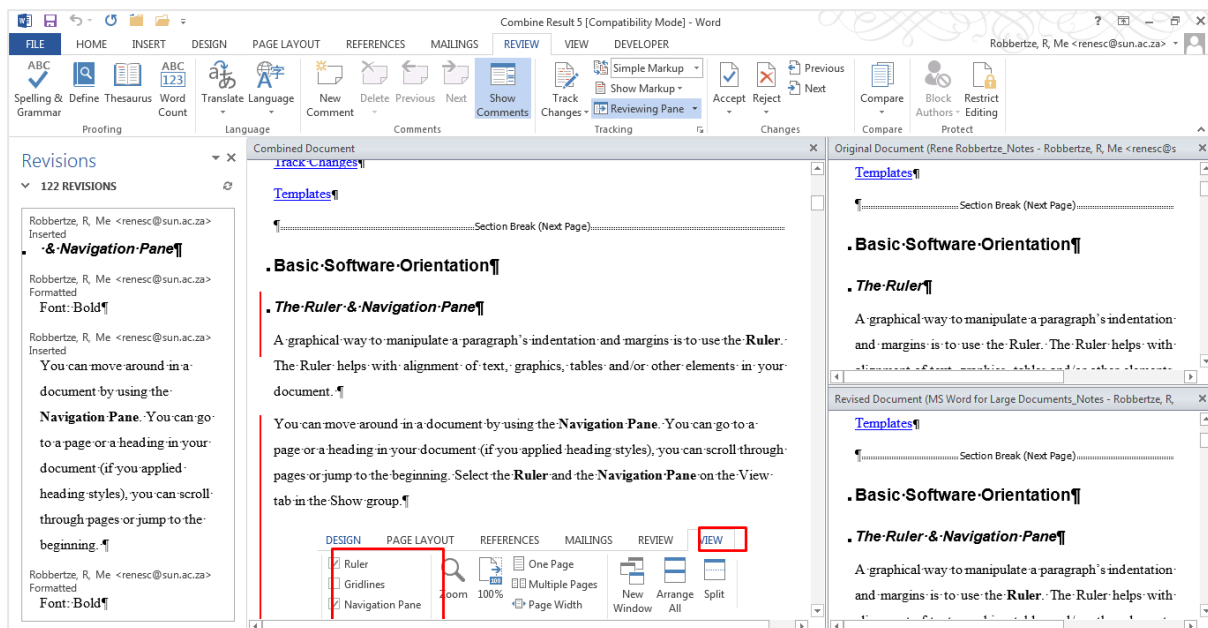 Combine Result 5 [Compatibility Mode] - Word
FILE HOME INSERT DESIGN PAGE LAYOUT REFERENCES MAILINGS REVIEW VIEW DEVELOPER
Robbertze, R, Me <renesc@sun.ac.za>
ABC
Spelling & Grammar
Define
Thesaurus
ABC
123
Word Count
Proofing
Translate
Language
Language
New Comment
Delete
Previous
Next
Show Comments
Comments
Track Changes
Simple Markup
Show Markup
Reviewing Pane
Tracking
Accept
Reject
Previous
Next
Changes
Compare
Compare
Block Authors
Restrict Editing
Protect
Revisions
122 REVISIONS
Robbertze, R, Me <renesc@sun.ac.za>
Inserted
·&·Navigation·Pane¶
Robbertze, R, Me <renesc@sun.ac.za>
Formatted
Font:·Bold¶
Robbertze, R, Me <renesc@sun.ac.za>
Inserted
You·can·move·around·in·a·
document·by·using·the·
Navigation·Pane.·You·can·go·
to·a·page·or·a·heading·in·your·
document·(if·you·applied·
heading·styles),·you·can·scroll·
through·pages·or·jump·to·the·
beginning.·¶
Robbertze, R, Me <renesc@sun.ac.za>
Formatted
Font:·Bold¶
Combined Document
Track·Changes¶
Templates¶
¶Section Break (Next Page)
Basic·Software·Orientation¶
The·Ruler·&·Navigation·Pane¶
A·graphical·way·to·manipulate·a·paragraph's·indentation·and·margins·is·to·use·the·Ruler.·
The·Ruler·helps·with·alignment·of·text,·graphics,·tables·and/or·other·elements·in·your·
document.·¶
You·can·move·around·in·a·document·by·using·the·Navigation·Pane.·You·can·go·to·a·
page·or·a·heading·in·your·document·(if·you·applied·heading·styles),·you·can·scroll·through·
pages·or·jump·to·the·beginning.·Select·the·Ruler·and·the·Navigation·Pane·on·the·View·
tab·in·the·Show·group.¶
DESIGN PAGE LAYOUT REFERENCES MAILINGS REVIEW VIEW
Ruler
Gridlines
Navigation Pane
Zoom
100
100%
One Page
Multiple Pages
Page Width
New Window
Arrange All
Split
Original Document (Rene Robbertze_Notes - Robbertze, R, Me <renesc@s
Templates¶
¶Section Break (Next Page)
Basic·Software·Orientation¶
The·Ruler¶
A·graphical·way·to·manipulate·a·paragraph's·indentation·
and·margins·is·to·use·the·Ruler.·The·Ruler·helps·with·
alignment·of·text,·graphics,·tables·and/or·other·elements·
Revised Document (MS Word for Large Documents_Notes - Robbertze, R,
Templates¶
¶Section Break (Next Page)
Basic·Software·Orientation¶
The·Ruler·&·Navigation·Pane¶
A·graphical·way·to·manipulate·a·paragraph's·indentation·
and·margins·is·to·use·the·Ruler.·The·Ruler·helps·with·